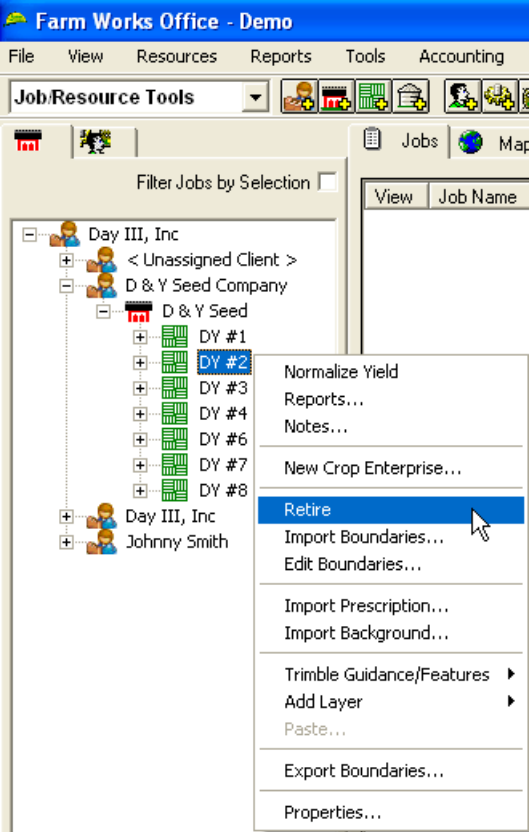 Farm Works Office - Demo
File View Resources Reports Tools Accounting
Job/Resource Tools
Jobs
Filter Jobs by Selection
View Job Name
Day III, Inc
< Unassigned Client >
D & Y Seed Company
D & Y Seed
DY #1
DY #2
DY #3
DY #4
DY #6
DY #7
DY #8
Day III, Inc
Johnny Smith
Normalize Yield
Reports...
Notes...
New Crop Enterprise...
Retire
Import Boundaries...
Edit Boundaries...
Import Prescription...
Import Background...
Trimble Guidance/Features
Add Layer
Paste...
Export Boundaries...
Properties...